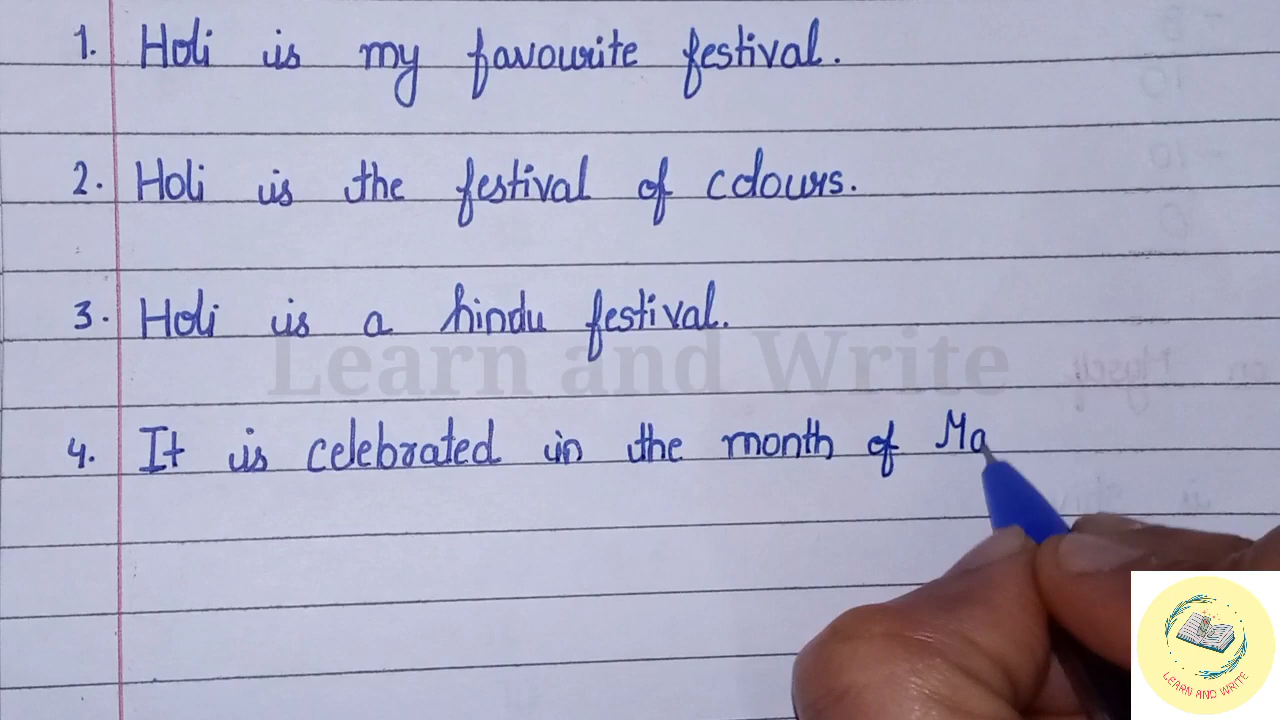 1. Holi is my favourite festival.
2. Holi is the festival of colours.
3. Holi is a hindu festival.
Learn and Write
4. It is celebrated in the month of Ma
LEARN AND WRITE